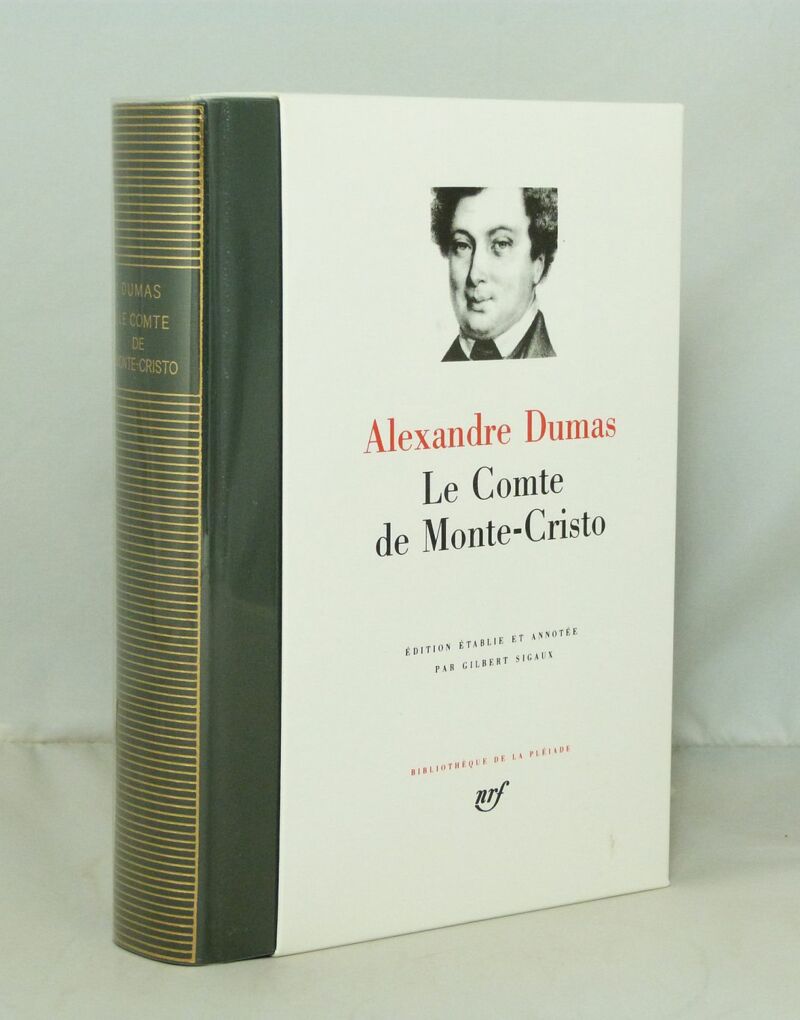 DUMAS
LE COMTE
DE
MONTE-CRISTO
Alexandre Dumas
Le Comte
de Monte-Cristo
ÉDITION ÉTABLIE ET ANNOTÉE
PAR GILBERT SIGAUX
BIBLIOTHÈQUE DE LA PLÉIADE
nrf